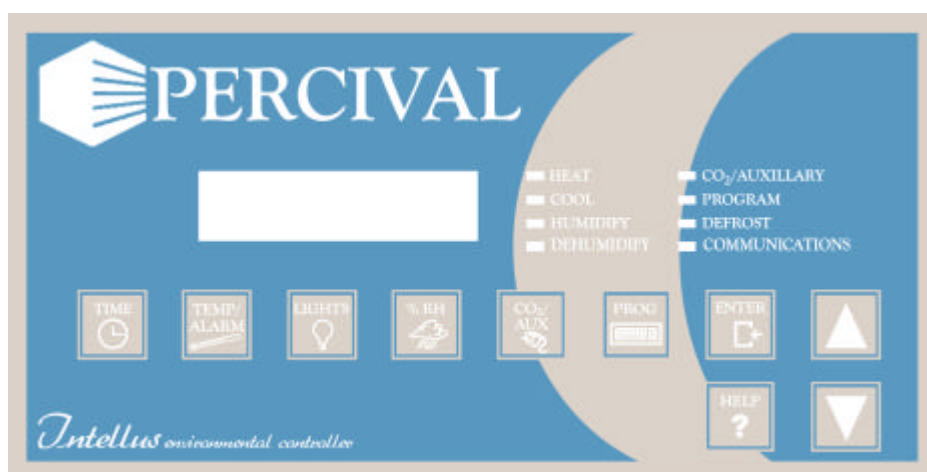 PERCIVAL
HEAT
COOL
HUMIDIFY
DEHUMIDIFY
CO₂/AUXILLARY
PROGRAM
DEFROST
COMMUNICATIONS
TIME
TEMP/
ALARM
LIGHTS
% RH
CO₂/
AUX
PROG
ENTER
HELP
?
Intellus environmental controller